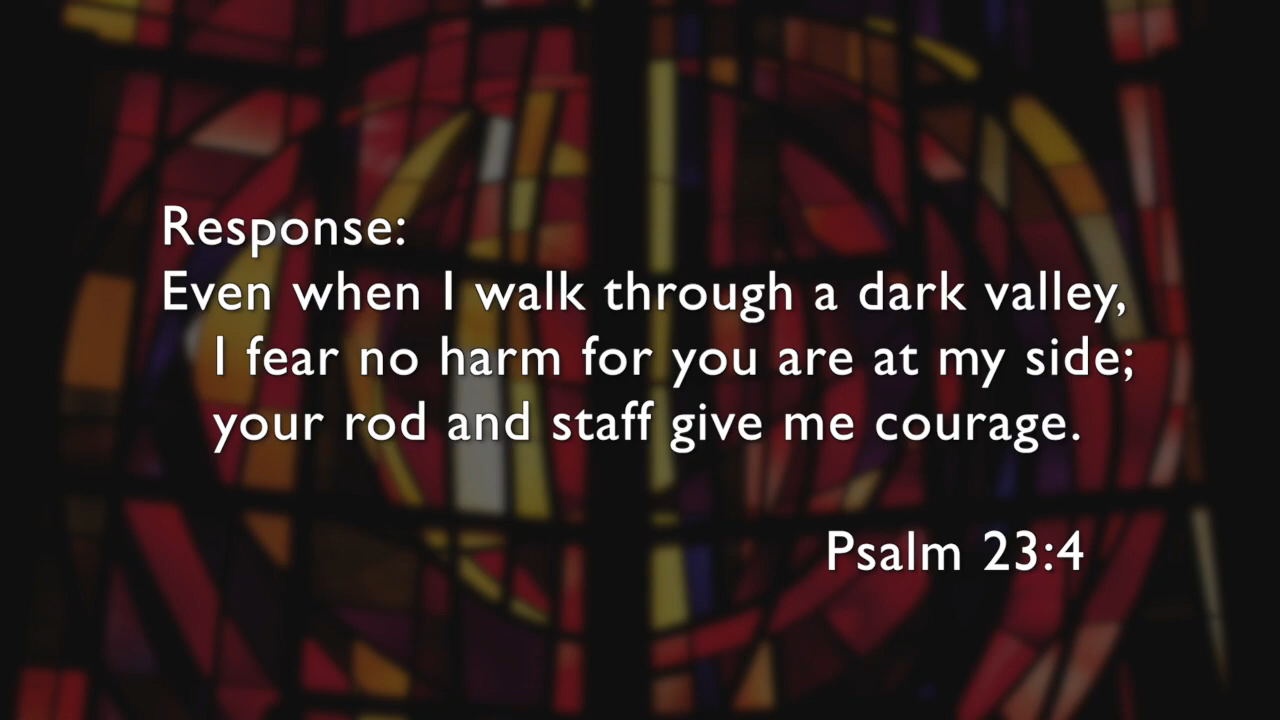 Response:
Even when I walk through a dark valley,
I fear no harm for you are at my side;
your rod and staff give me courage.
Psalm 23:4